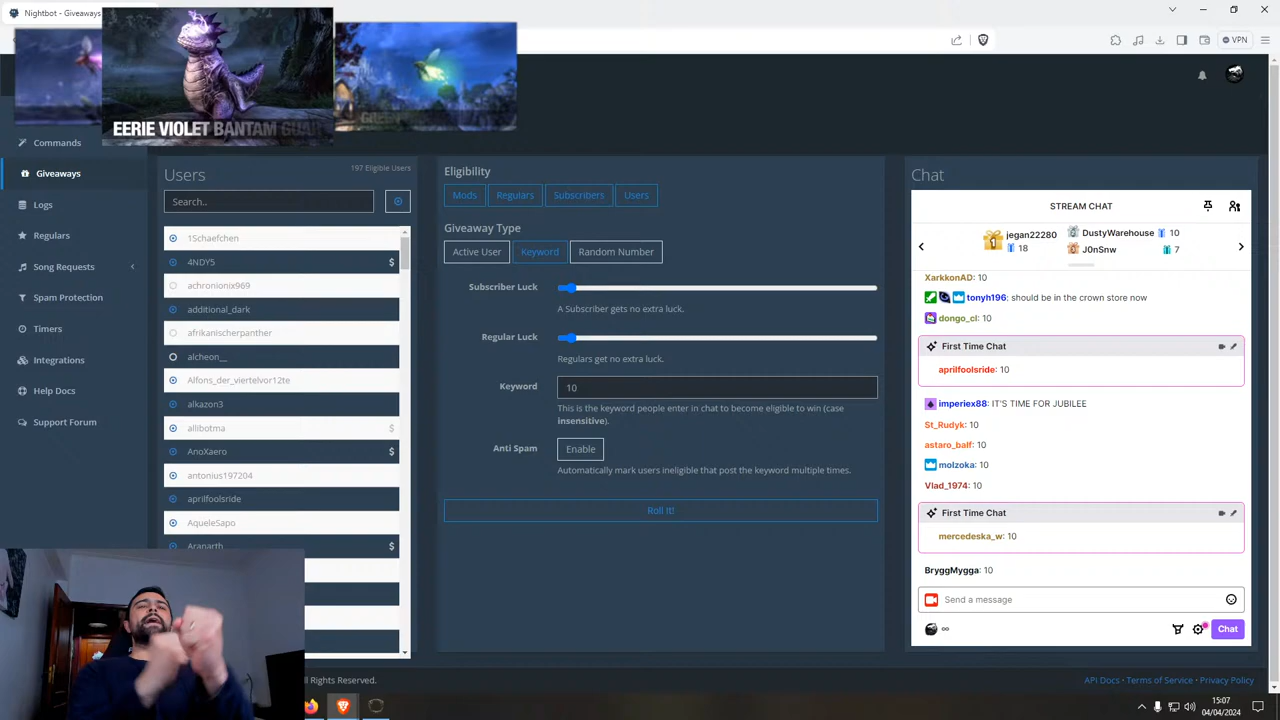 Nightbot - Giveaways
VPN
EERIE VIOLET BANTAM GUAR
GREEN
Commands
Giveaways
Logs
Regulars
Song Requests
Spam Protection
Timers
Integrations
Help Docs
Support Forum
Users
197 Eligible Users
Search..
1Schaefchen
4NDY5 $
achronionix969
additional_dark
afrikanischerpanther
alcheon__
Alfons_der_viertelvor12te
alkazon3
allibotma $
AnoXaero $
antonius197204
aprilfoolsride
AqueleSapo
Aranarth $
Eligibility
Mods Regulars Subscribers Users
Giveaway Type
Active User Keyword Random Number
Subscriber Luck
A Subscriber gets no extra luck.
Regular Luck
Regulars get no extra luck.
Keyword 10
This is the keyword people enter in chat to become eligible to win (case
insensitive).
Anti Spam Enable
Automatically mark users ineligible that post the keyword multiple times.
Roll It!
Chat
STREAM CHAT
1 jegan22280 18
DustyWarehouse 10
J0nSnw 7
XarkkonAD: 10
tonyh196: should be in the crown store now
dongo_cl: 10
First Time Chat
aprilfoolsride: 10
imperiex88: IT'S TIME FOR JUBILEE
St_Rudyk: 10
astaro_balf: 10
molzoka: 10
Vlad_1974: 10
First Time Chat
mercedeska_w: 10
BryggMygga: 10
Send a message
∞
Chat
ll Rights Reserved.
API Docs · Terms of Service · Privacy Policy
15:07
04/04/2024